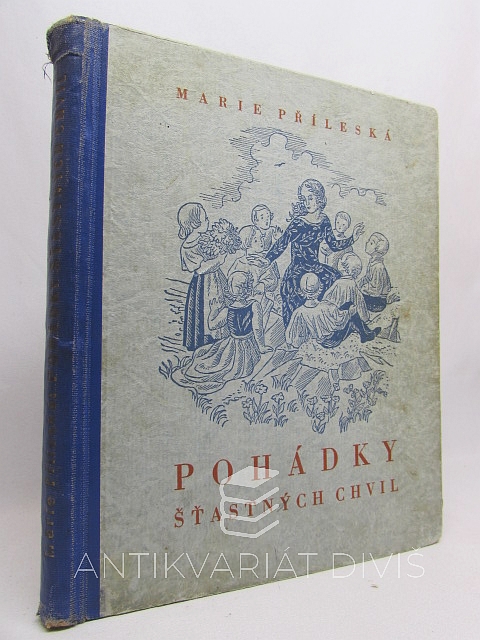 MARIE PŘÍLESKÁ
POHÁDKY
ŠŤASTNÝCH CHVIL
ANTIKVARIÁT DIVIŠ